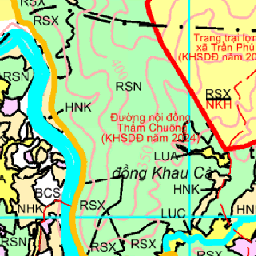 RSX
RSX
Trang trại lợn
xã Trần Phú
(KHSDĐ năm 20
RSN
RSN
RSX
NKH
HNK
Đường nội đồng
Thâm Chuông
(KHSDĐ năm 2024)
LUA
đồng Khau Cà
HNK
BCS
NHK
RSX
LUC
RSX
RSN
RSX
RSX